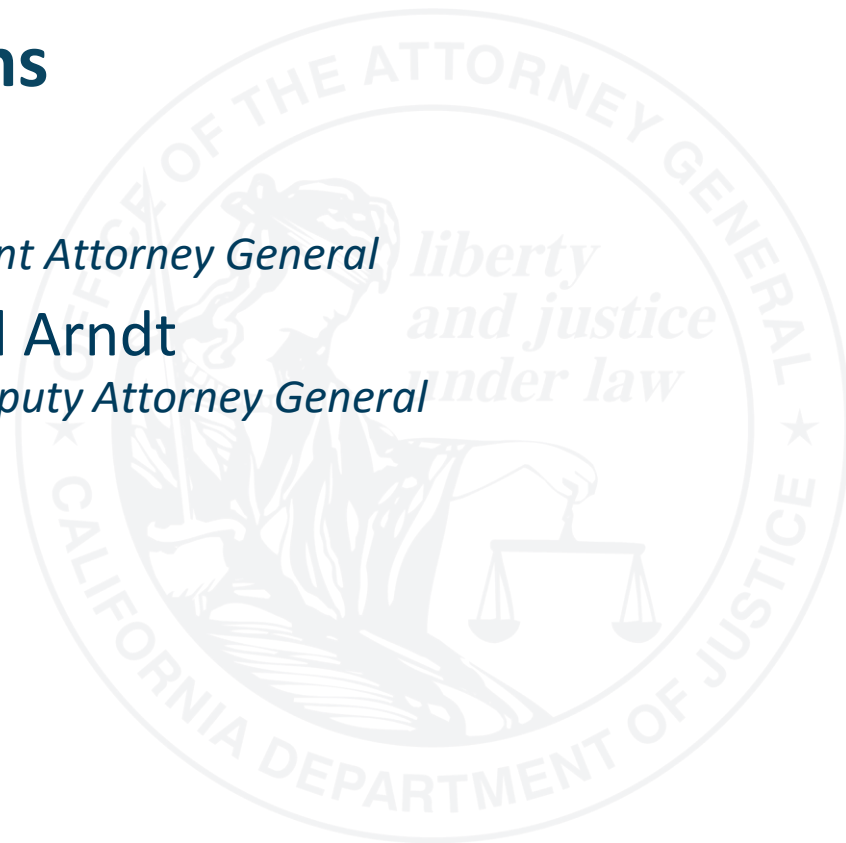 ns
nt Attorney General
l Arndt
puty Attorney General
OFFICE OF THE ATTORNEY GENERAL
liberty
and justice
under law
★ CALIFORNIA DEPARTMENT OF JUSTICE ★